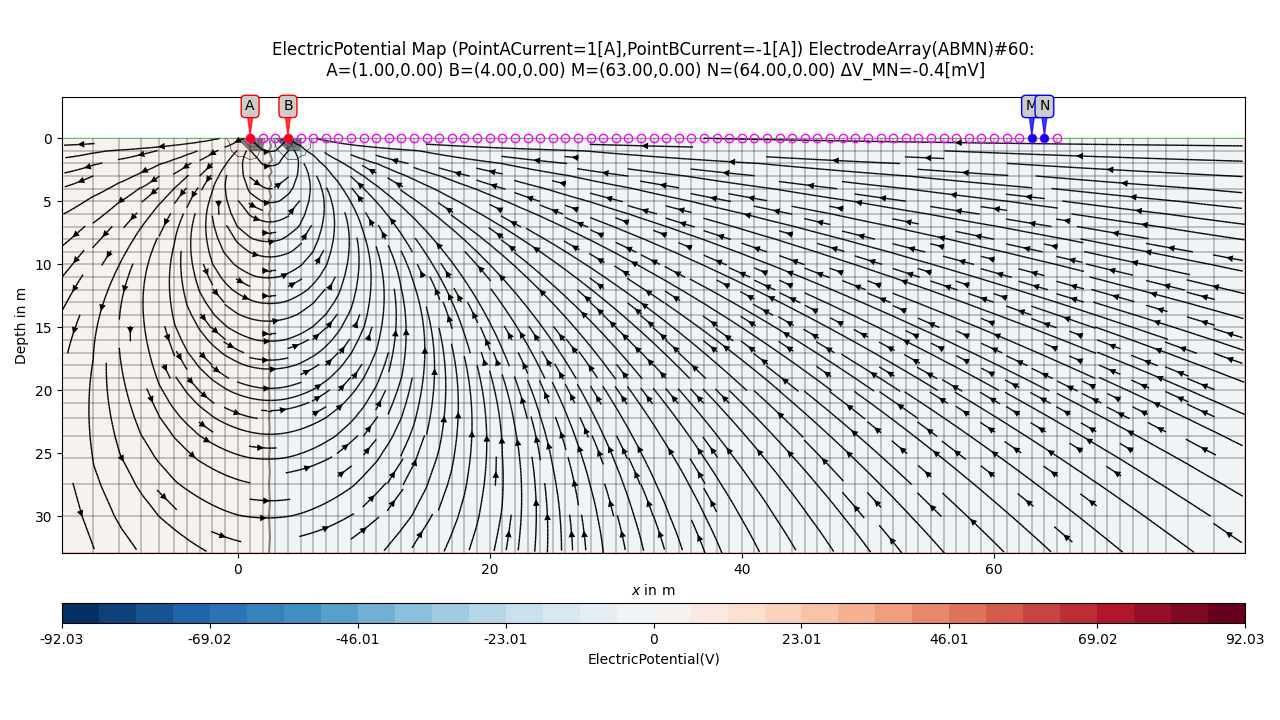 ElectricPotential Map (PointACurrent=1[A],PointBCurrent=-1[A]) ElectrodeArray(ABMN)#60:
A=(1.00,0.00) B=(4.00,0.00) M=(63.00,0.00) N=(64.00,0.00) ΔV_MN=-0.4[mV]
A B M N
0
5
10
15
20
25
30
Depth in m
0 20 40 60
x in m
-92.03 -69.02 -46.01 -23.01 0 23.01 46.01 69.02 92.03
ElectricPotential(V)